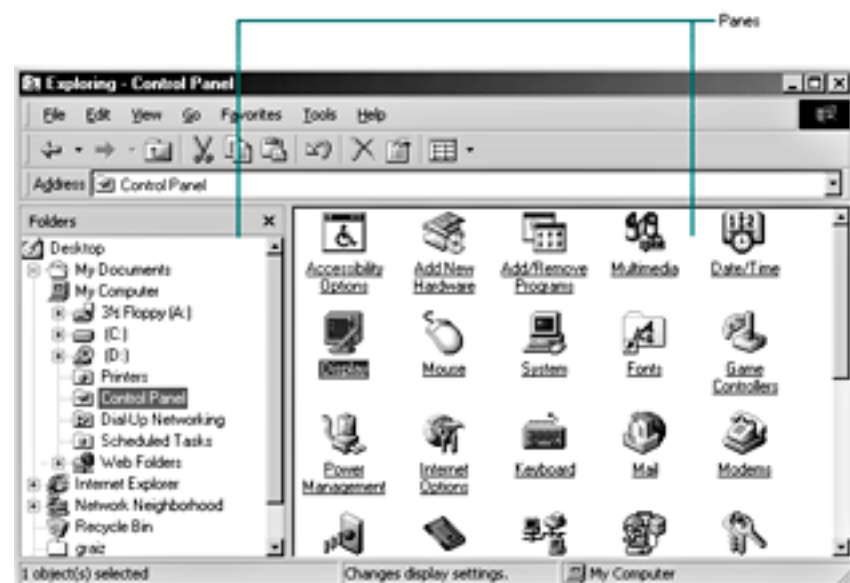 Panes
Exploring - Control Panel
File Edit View Go Favorites Tools Help
Address Control Panel
Folders
Desktop
My Documents
My Computer
3½ Floppy (A:)
(C:)
(D:)
Printers
Control Panel
Dial-Up Networking
Scheduled Tasks
Web Folders
Internet Explorer
Network Neighborhood
Recycle Bin
Accessibility Options
Add New Hardware
Add/Remove Programs
Multimedia
Date/Time
Display
Mouse
System
Fonts
Game Controllers
Power Management
Internet Options
Keyboard
Mail
Modems
1 object(s) selected
Changes display settings.
My Computer